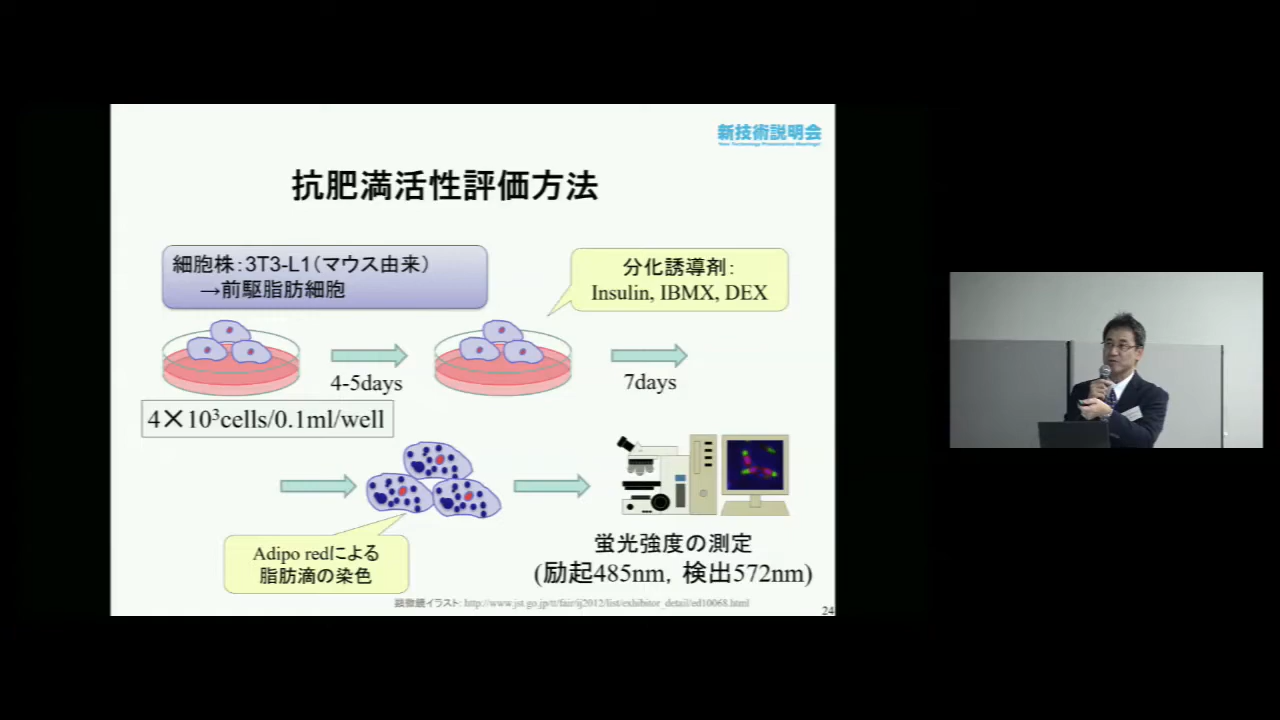 新技術説明会
New Technology Presentation Meetings!
抗肥満活性評価方法
細胞株：3T3-L1（マウス由来）
→前駆脂肪細胞
分化誘導剤：
Insulin, IBMX, DEX
4-5days
7days
4×10³cells/0.1ml/well
Adipo redによる
脂肪滴の染色
蛍光強度の測定
(励起485nm, 検出572nm)
顕微鏡イラスト: http://www.jst.go.jp/tt/fair/ij2012/list/exhibitor_detail/ed10068.html
24